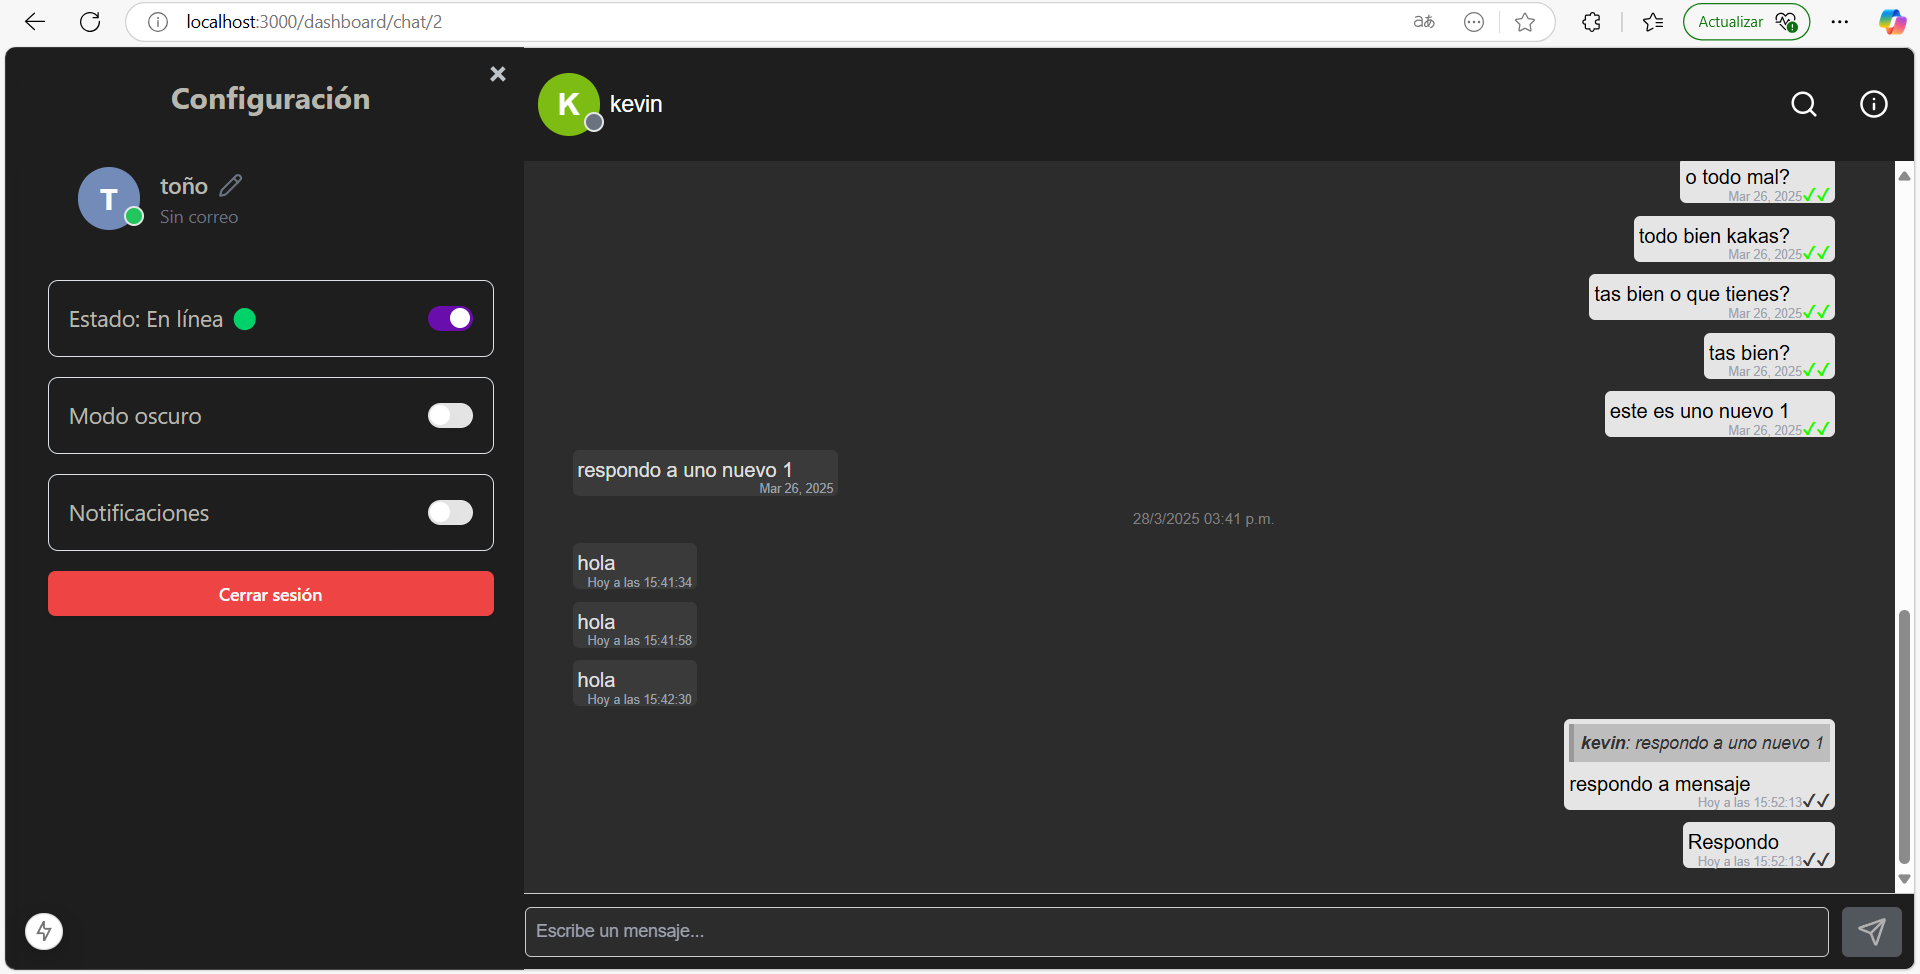 localhost:3000/dashboard/chat/2
aあ
Actualizar
Configuración
T
toño
Sin correo
Estado: En línea
Modo oscuro
Notificaciones
Cerrar sesión
K
kevin
o todo mal?
Mar 26, 2025
todo bien kakas?
Mar 26, 2025
tas bien o que tienes?
Mar 26, 2025
tas bien?
Mar 26, 2025
este es uno nuevo 1
Mar 26, 2025
respondo a uno nuevo 1
Mar 26, 2025
28/3/2025 03:41 p.m.
hola
Hoy a las 15:41:34
hola
Hoy a las 15:41:58
hola
Hoy a las 15:42:30
kevin: respondo a uno nuevo 1
respondo a mensaje
Hoy a las 15:52:13
Respondo
Hoy a las 15:52:13
Escribe un mensaje...